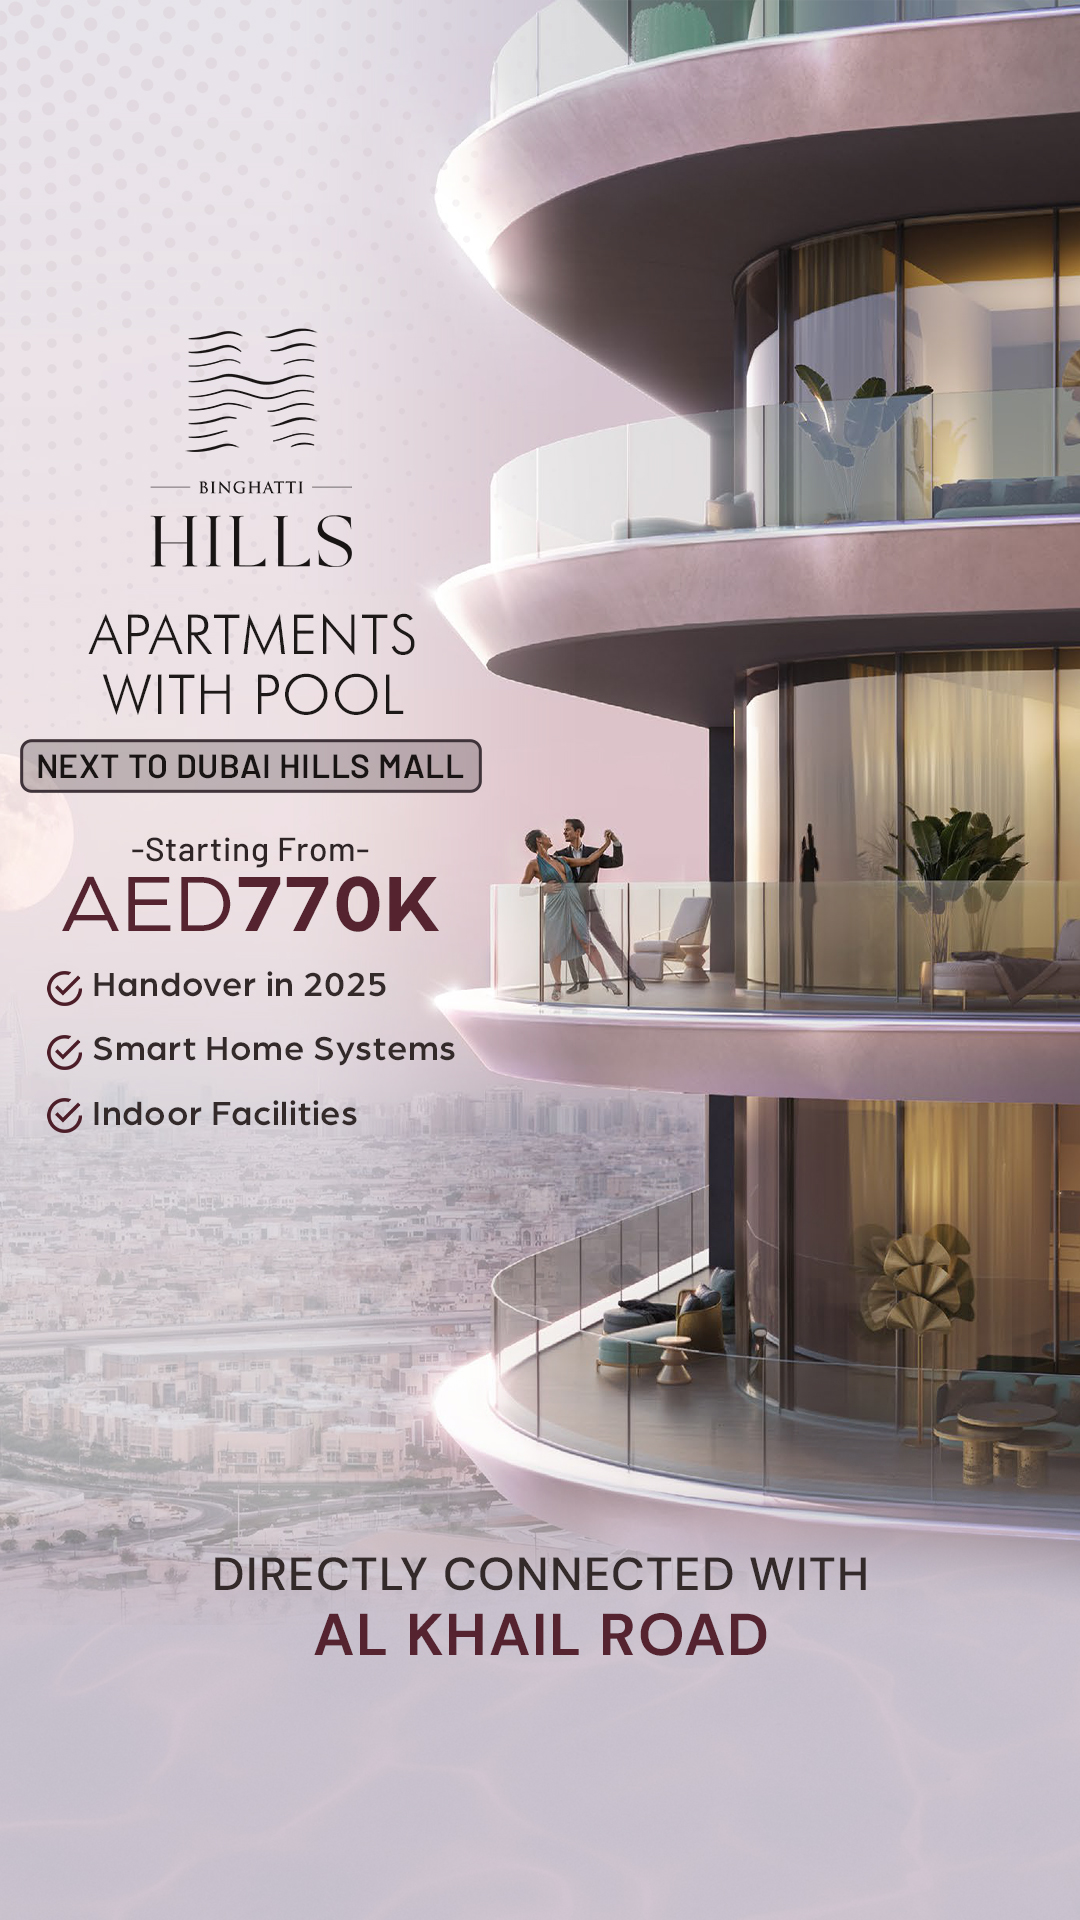 BINGHATTI
HILLS
APARTMENTS
WITH POOL
NEXT TO DUBAI HILLS MALL
-Starting From-
AED770K
Handover in 2025
Smart Home Systems
Indoor Facilities
DIRECTLY CONNECTED WITH
AL KHAIL ROAD